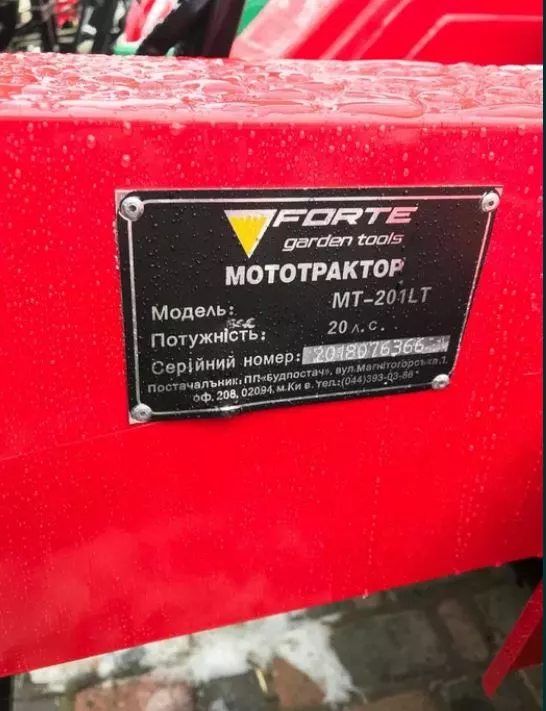 FORTE
garden tools
МОТОТРАКТОР
Модель: МТ-201LT
Потужність: 20 л.с.
Серійний номер: 2018076366
Постачальник: ПП«Будпостач», вул.Магнітогорська.1,
оф. 208, 02094, м.Київ. тел.:(044)393-03-86